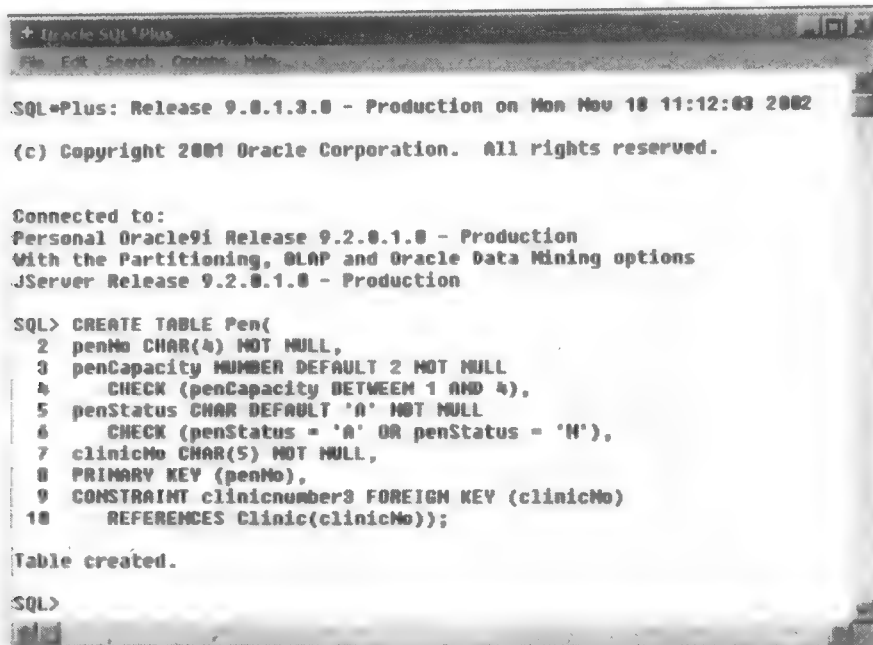 Oracle SQL*Plus
File Edit Search Options Help
SQL*Plus: Release 9.0.1.3.0 - Production on Mon Nov 18 11:12:03 2002
(c) Copyright 2001 Oracle Corporation.  All rights reserved.
Connected to:
Personal Oracle9i Release 9.2.0.1.0 - Production
With the Partitioning, OLAP and Oracle Data Mining options
JServer Release 9.2.0.1.0 - Production
SQL> CREATE TABLE Pen(
2 penNo CHAR(4) NOT NULL,
3 penCapacity NUMBER DEFAULT 2 NOT NULL
4 CHECK (penCapacity BETWEEN 1 AND 4),
5 penStatus CHAR DEFAULT 'A' NOT NULL
6 CHECK (penStatus = 'A' OR penStatus = 'N'),
7 clinicNo CHAR(5) NOT NULL,
8 PRIMARY KEY (penNo),
9 CONSTRAINT clinicnumber3 FOREIGN KEY (clinicNo)
10 REFERENCES Clinic(clinicNo));
Table created.
SQL>